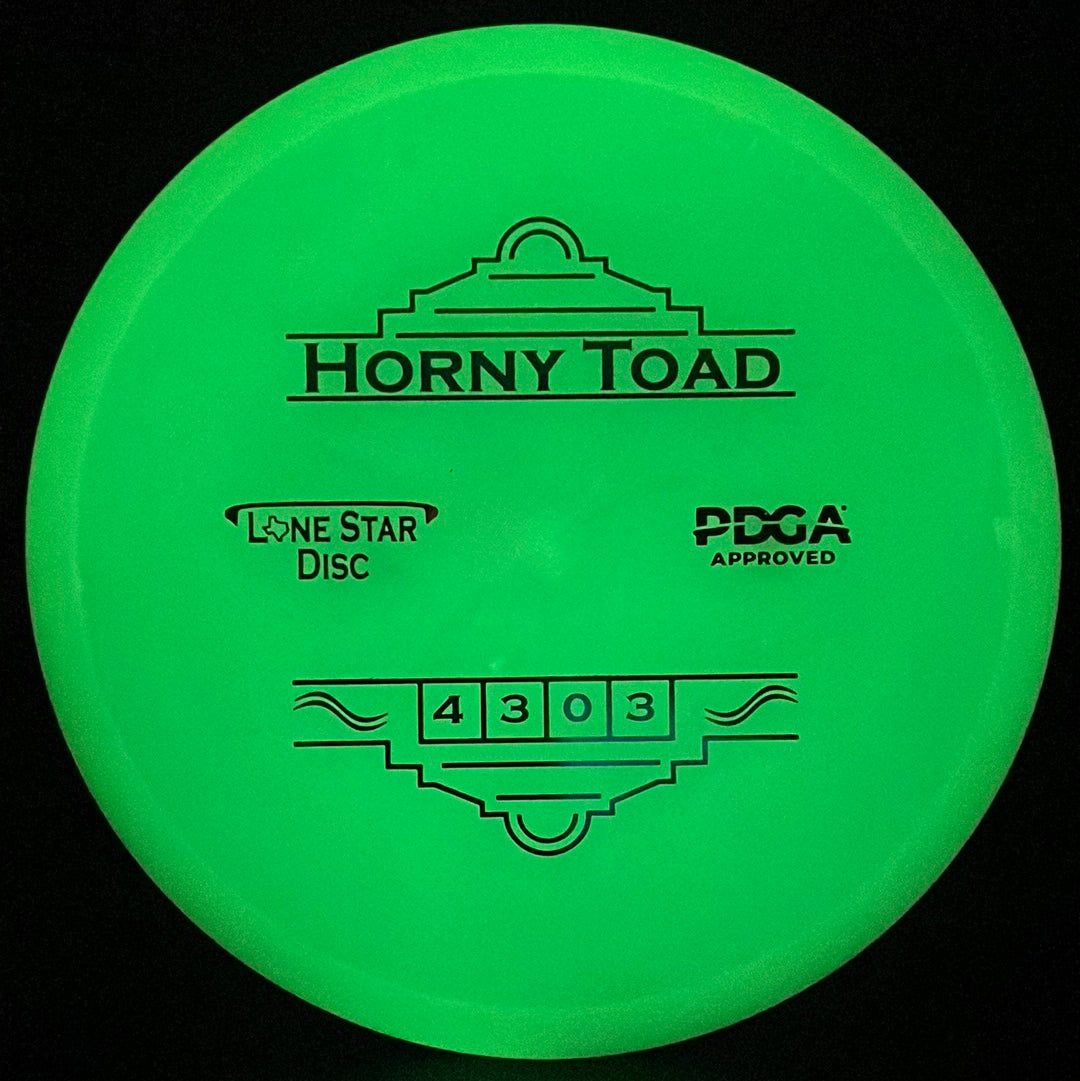 HORNY TOAD
LONE STAR
DISC
PDGA
APPROVED
4 3 0 3